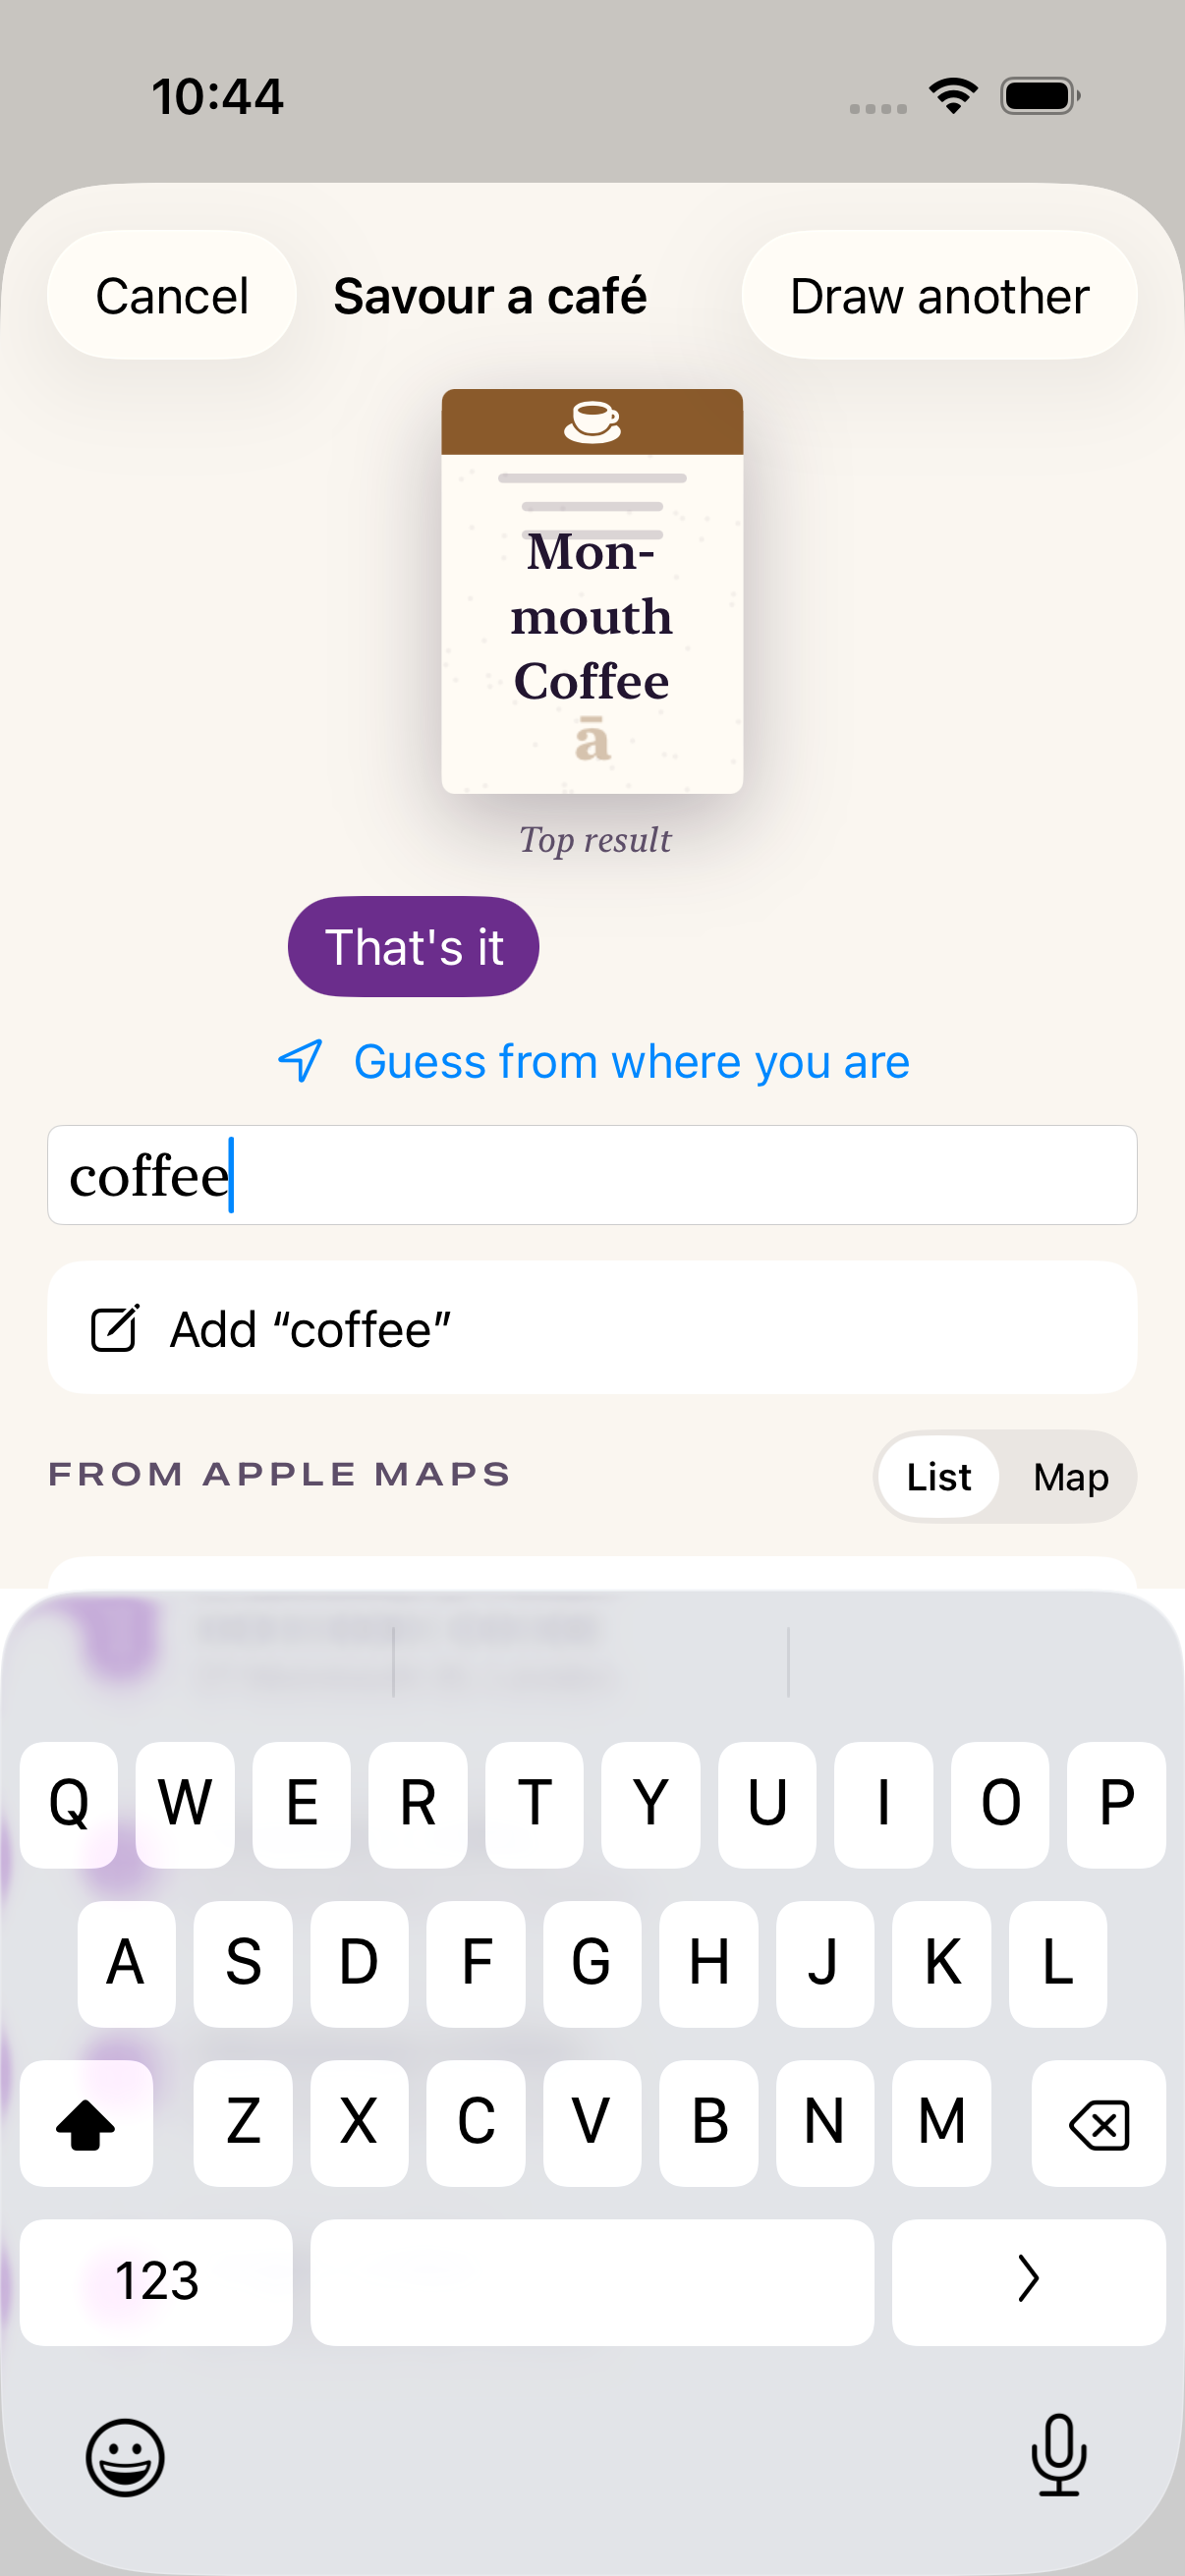 10:44
Cancel
Savour a café
Draw another
Mon-
mouth
Coffee
ā
Top result
That's it
Guess from where you are
coffee
Add “coffee”
FROM APPLE MAPS
List
Map
Q W E R T Y U I O P
A S D F G H J K L
Z X C V B N M
123